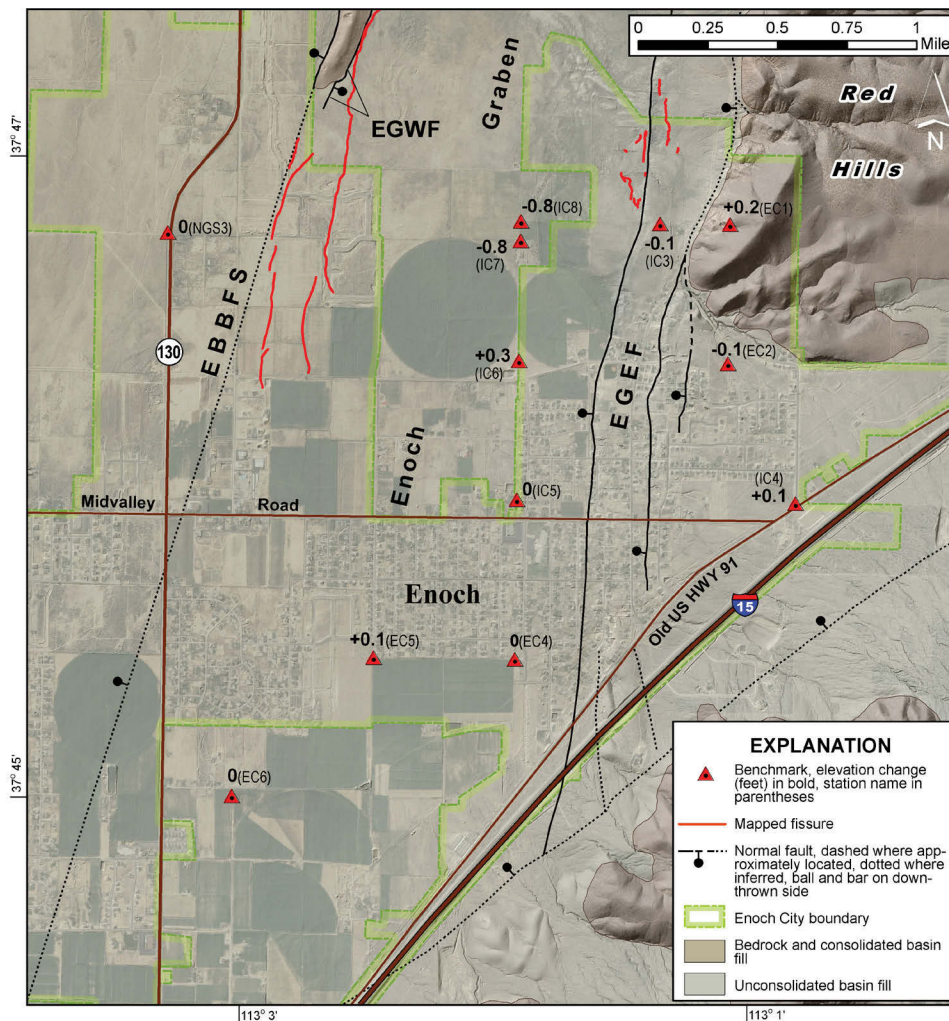 0 0.25 0.5 0.75 1
Mile
Red
Hills
N
Graben
EGWF
37° 47'
+0.2(EC1)
-0.8(IC8)
0(NGS3)
-0.8
(IC7)
-0.1
(IC3)
EBBFS
130
+0.3
(IC6)
-0.1(EC2)
EGEF
Enoch
0(IC5)
(IC4)
+0.1
Midvalley Road
Enoch
Old US HWY 91
15
+0.1(EC5)
0(EC4)
37° 45'
0(EC6)
EXPLANATION
Benchmark, elevation change
(feet) in bold, station name in
parentheses
Mapped fissure
Normal fault, dashed where app-
roximately located, dotted where
inferred, ball and bar on down-
thrown side
Enoch City boundary
Bedrock and consolidated basin
fill
Unconsolidated basin fill
113° 3'
113° 1'